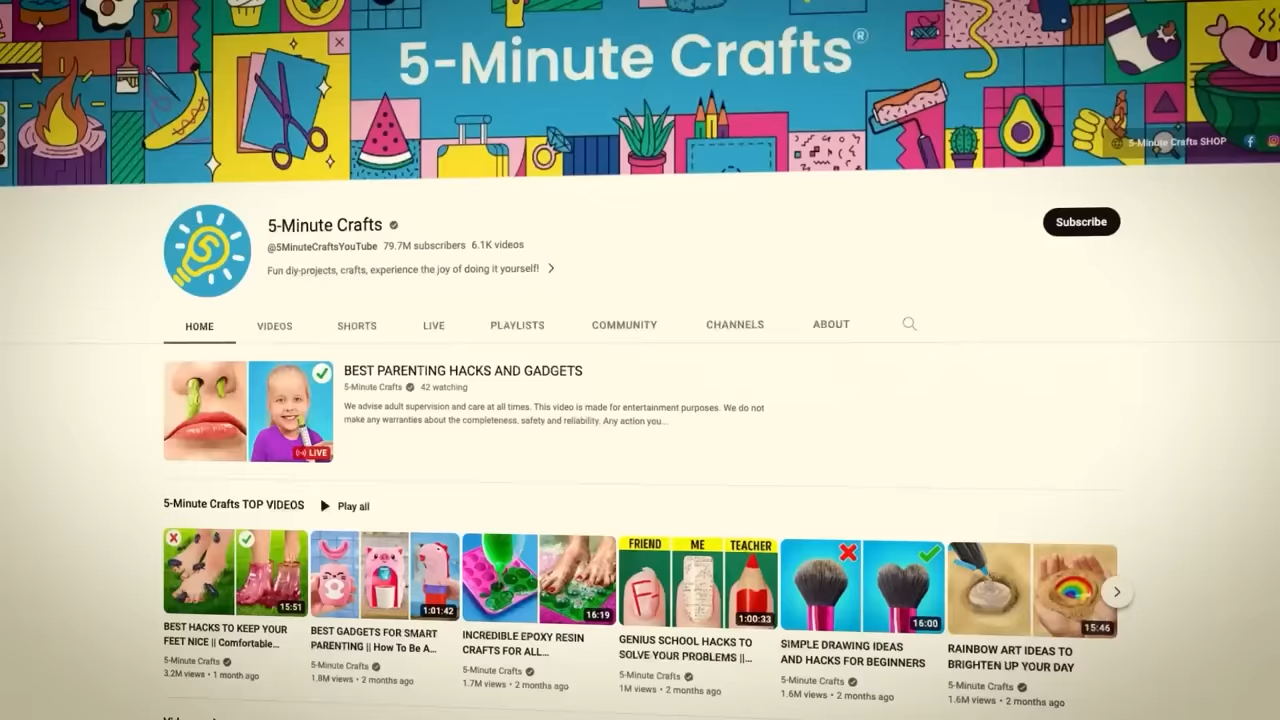 5-Minute Crafts®
5-Minute Crafts SHOP
5-Minute Crafts
Subscribe
@5MinuteCraftsYouTube 79.7M subscribers 6.1K videos
Fun diy-projects, crafts, experience the joy of doing it yourself!
HOME VIDEOS SHORTS LIVE PLAYLISTS COMMUNITY CHANNELS ABOUT
BEST PARENTING HACKS AND GADGETS
5-Minute Crafts 42 watching
We advise adult supervision and care at all times. This video is made for entertainment purposes. We do not
make any warranties about the completeness, safety and reliability. Any action you...
LIVE
5-Minute Crafts TOP VIDEOS Play all
15:51
BEST HACKS TO KEEP YOUR
FEET NICE || Comfortable...
5-Minute Crafts
3.2M views • 1 month ago
1:01:42
BEST GADGETS FOR SMART
PARENTING || How To Be A...
5-Minute Crafts
1.8M views • 2 months ago
16:19
INCREDIBLE EPOXY RESIN
CRAFTS FOR ALL...
5-Minute Crafts
1.7M views • 2 months ago
FRIEND ME TEACHER
F
1:00:33
GENIUS SCHOOL HACKS TO
SOLVE YOUR PROBLEMS ||...
5-Minute Crafts
1M views • 2 months ago
16:00
SIMPLE DRAWING IDEAS
AND HACKS FOR BEGINNERS
5-Minute Crafts
1.6M views • 2 months ago
15:46
RAINBOW ART IDEAS TO
BRIGHTEN UP YOUR DAY
5-Minute Crafts
1.6M views • 2 months ago